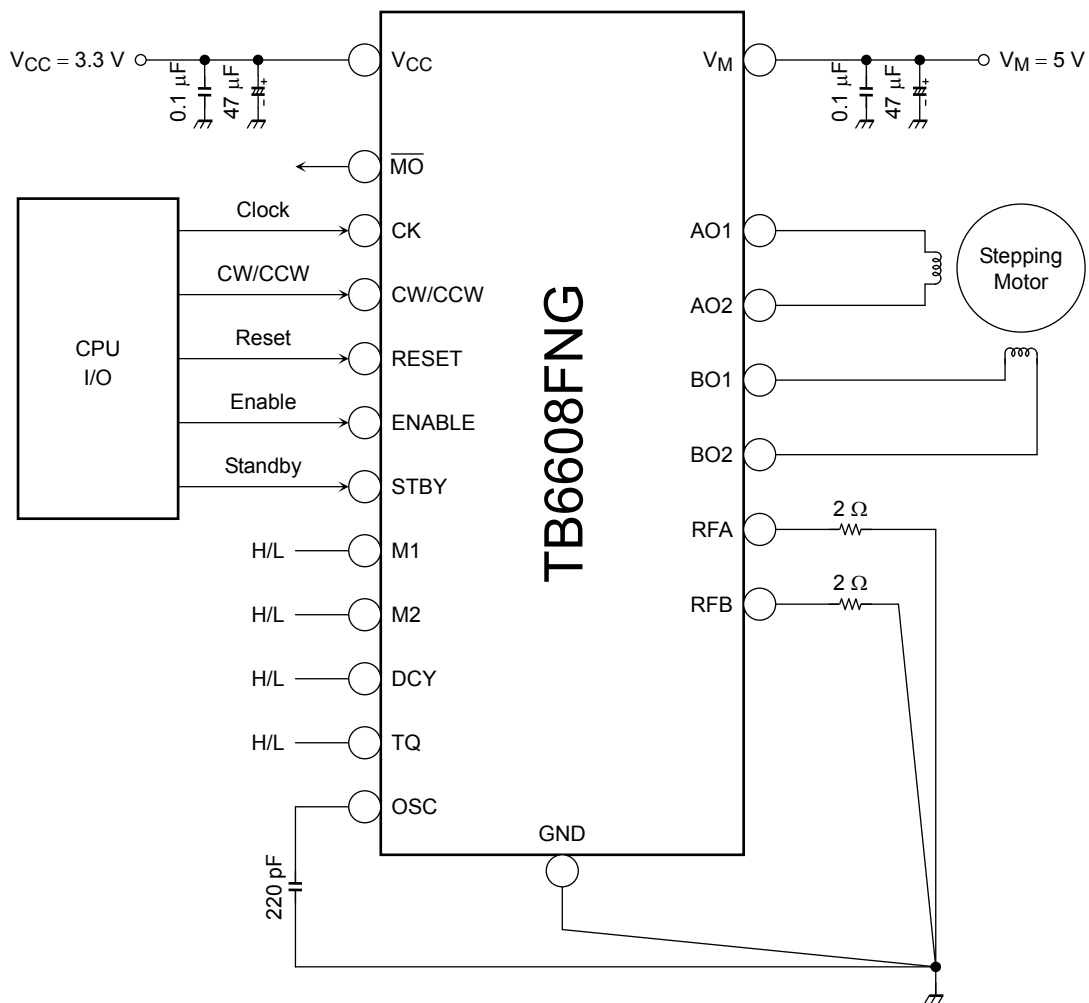 VCC = 3.3 V
0.1 μF
47 μF
- +
VCC
VM
0.1 μF
47 μF
- +
VM = 5 V
MO
Clock
CK
AO1
CW/CCW
CW/CCW
AO2
Stepping
Motor
CPU
I/O
Reset
RESET
BO1
Enable
ENABLE
BO2
Standby
STBY
TB6608FNG
RFA
2 Ω
H/L
M1
RFB
2 Ω
H/L
M2
H/L
DCY
H/L
TQ
OSC
GND
220 pF